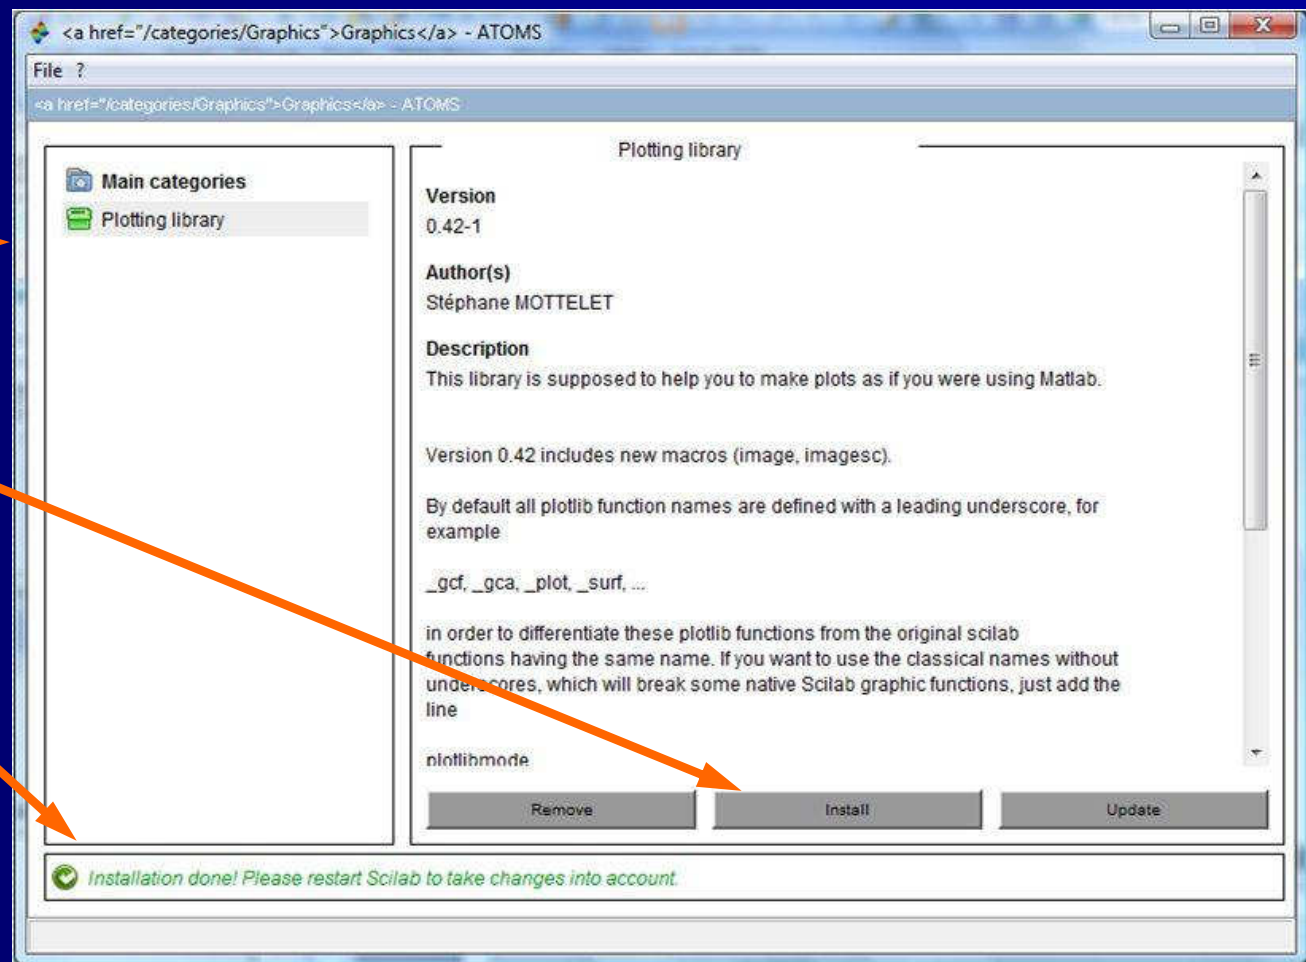 <a href="/categories/Graphics">Graphics</a> - ATOMS
File ?
<a href="/categories/Graphics">Graphics</a> - ATOMS
Main categories
Plotting library
Plotting library
Version
0.42-1
Author(s)
Stéphane MOTTELET
Description
This library is supposed to help you to make plots as if you were using Matlab.
Version 0.42 includes new macros (image, imagesc).
By default all plotlib function names are defined with a leading underscore, for
example
_gcf, _gca, _plot, _surf, ...
in order to differentiate these plotlib functions from the original scilab
functions having the same name. If you want to use the classical names without
underscores, which will break some native Scilab graphic functions, just add the
line
plotlibmode
Remove
Install
Update
Installation done! Please restart Scilab to take changes into account.